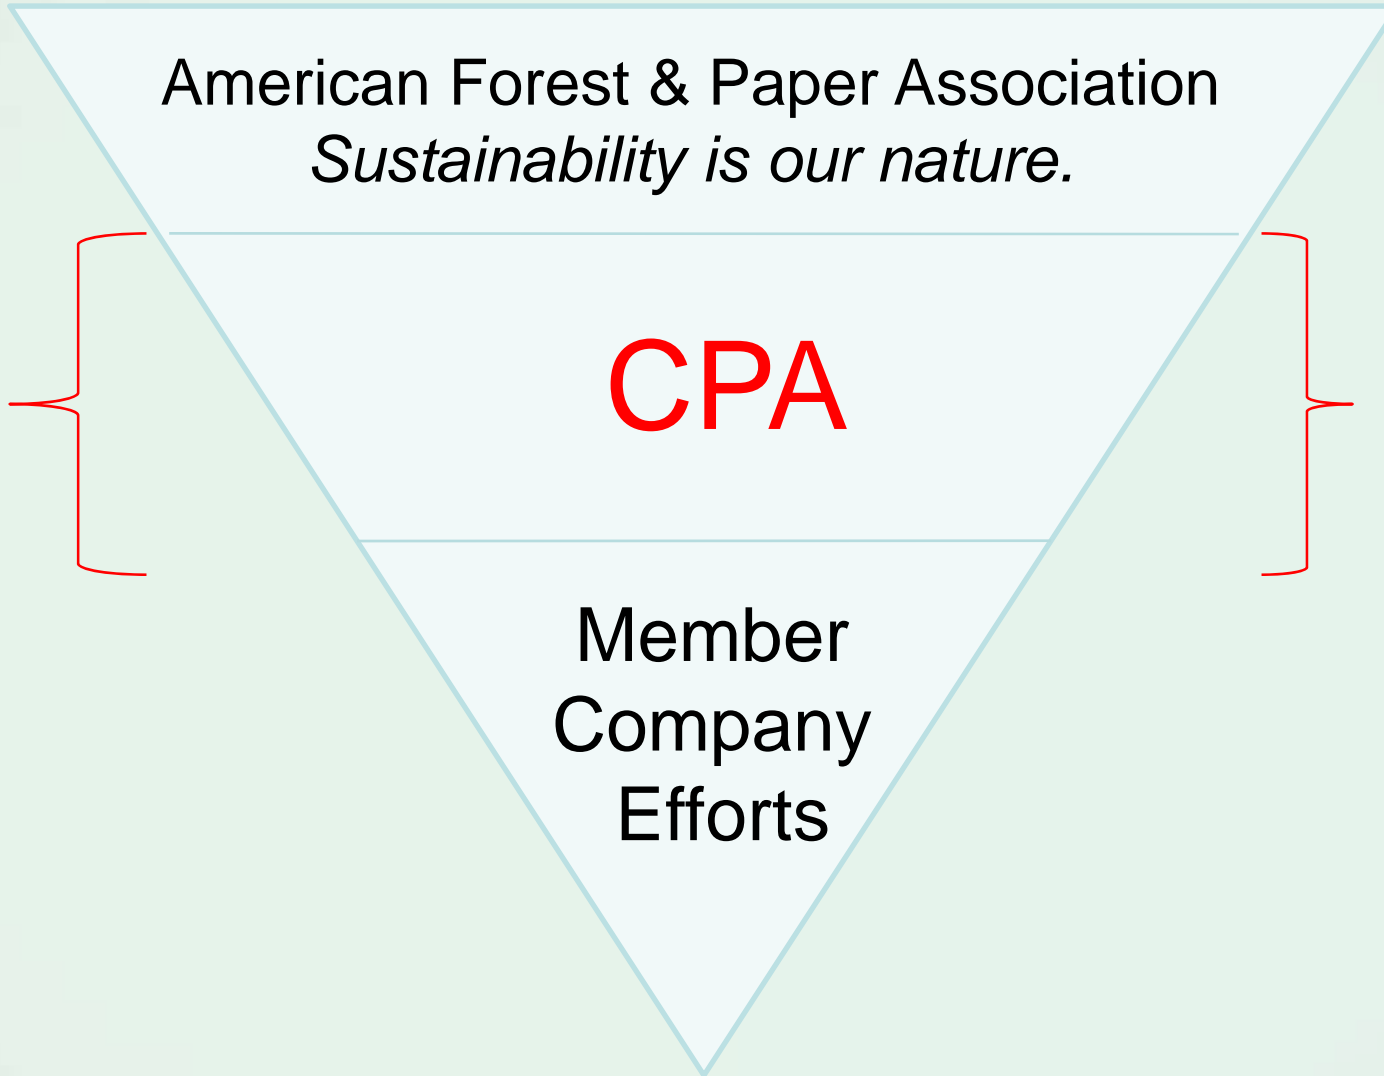 American Forest & Paper Association
Sustainability is our nature.
CPA
Member
Company
Efforts